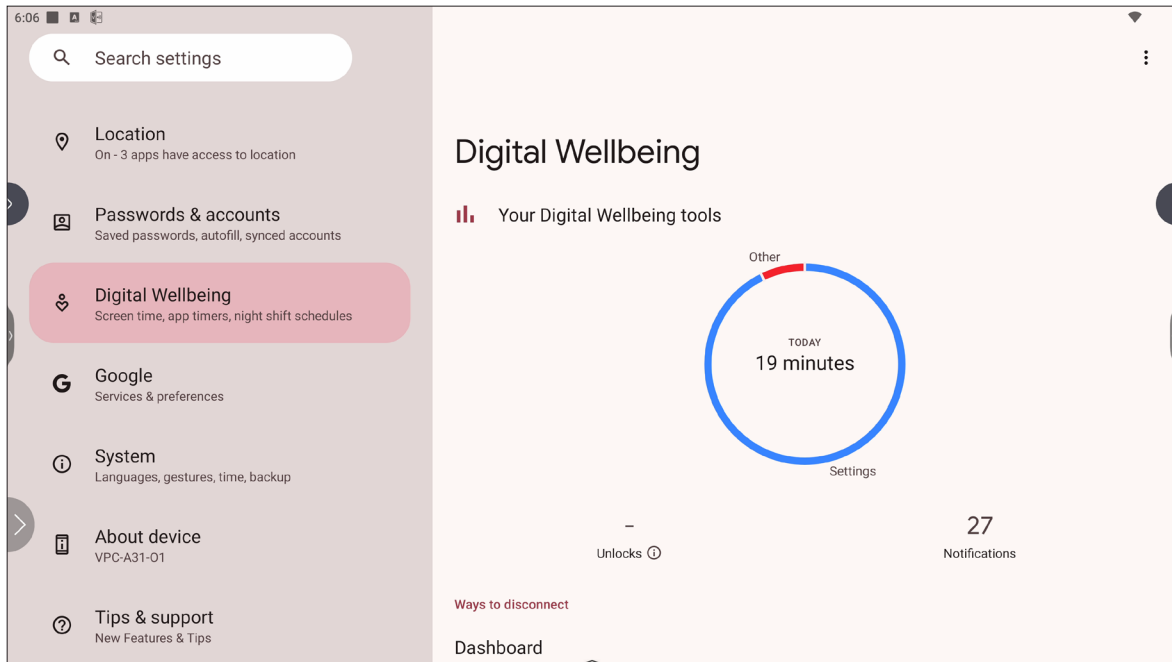 6:06
Search settings
Location
On - 3 apps have access to location
Passwords & accounts
Saved passwords, autofill, synced accounts
Digital Wellbeing
Screen time, app timers, night shift schedules
Google
Services & preferences
System
Languages, gestures, time, backup
About device
VPC-A31-O1
Tips & support
New Features & Tips
Digital Wellbeing
Your Digital Wellbeing tools
Other
TODAY
19 minutes
Settings
–
Unlocks
27
Notifications
Ways to disconnect
Dashboard